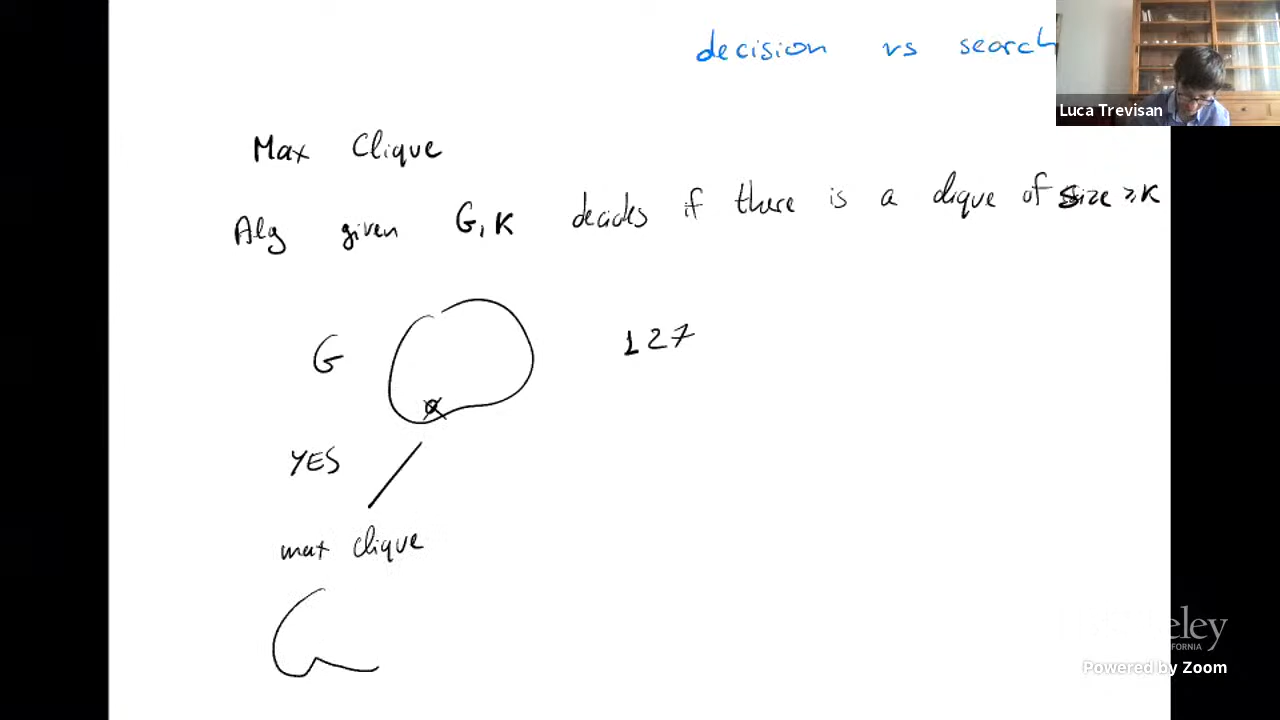 decision vs search
Luca Trevisan
Max Clique
Alg given G, K decides if there is a clique of size ≥ K
G
127
YES
max clique
Powered by Zoom